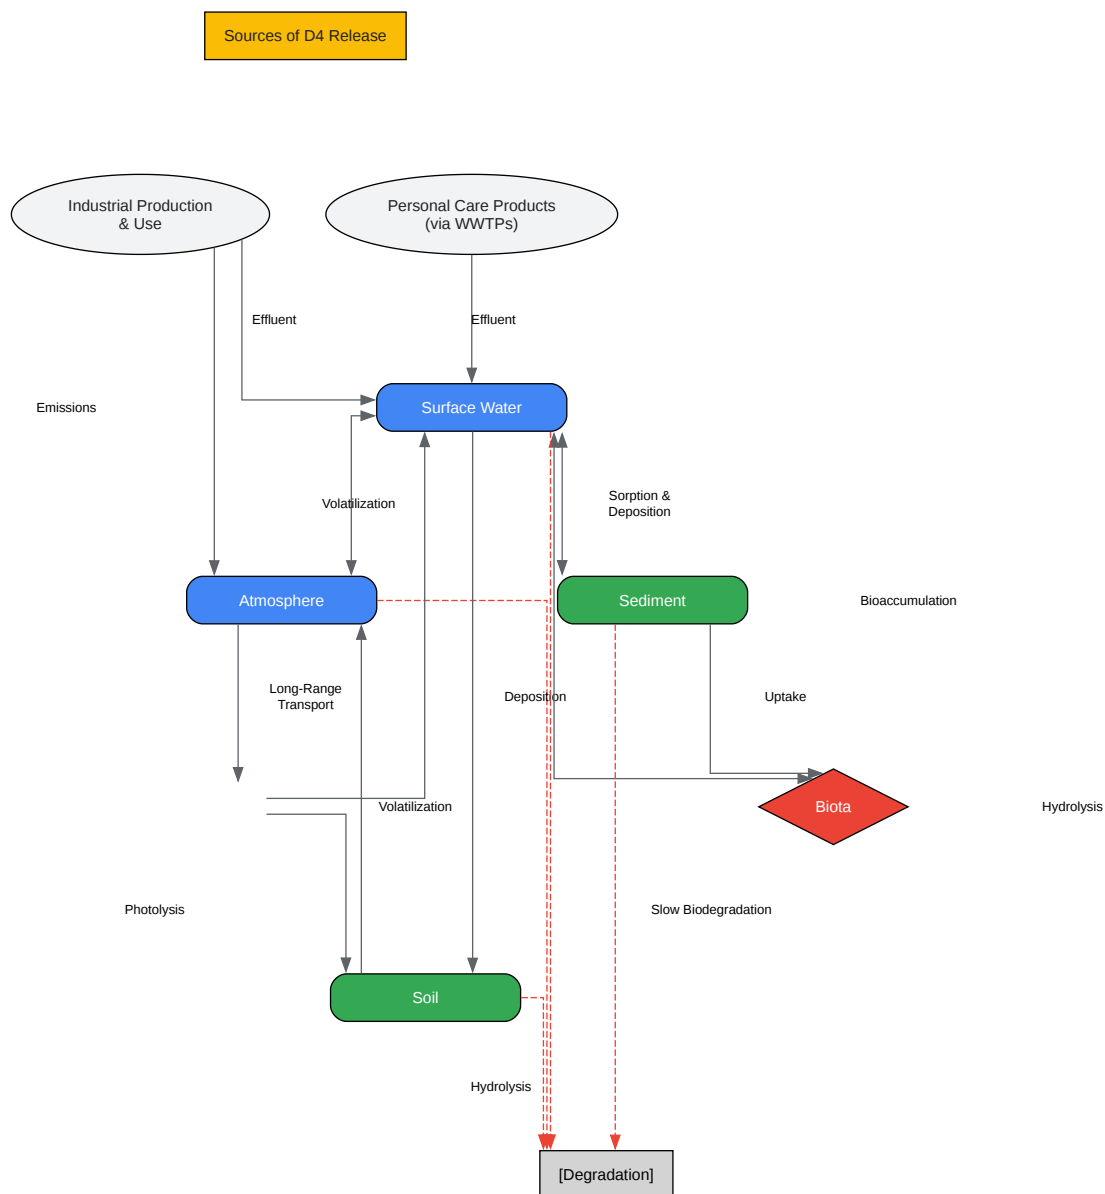 Sources of D4 Release
Industrial Production
& Use
Personal Care Products
(via WWTPs)
Effluent
Effluent
Emissions
Surface Water
Volatilization
Sorption &
Deposition
Atmosphere
Sediment
Bioaccumulation
Long-Range
Transport
Deposition
Uptake
Volatilization
Biota
Hydrolysis
Photolysis
Slow Biodegradation
Soil
Hydrolysis
[Degradation]